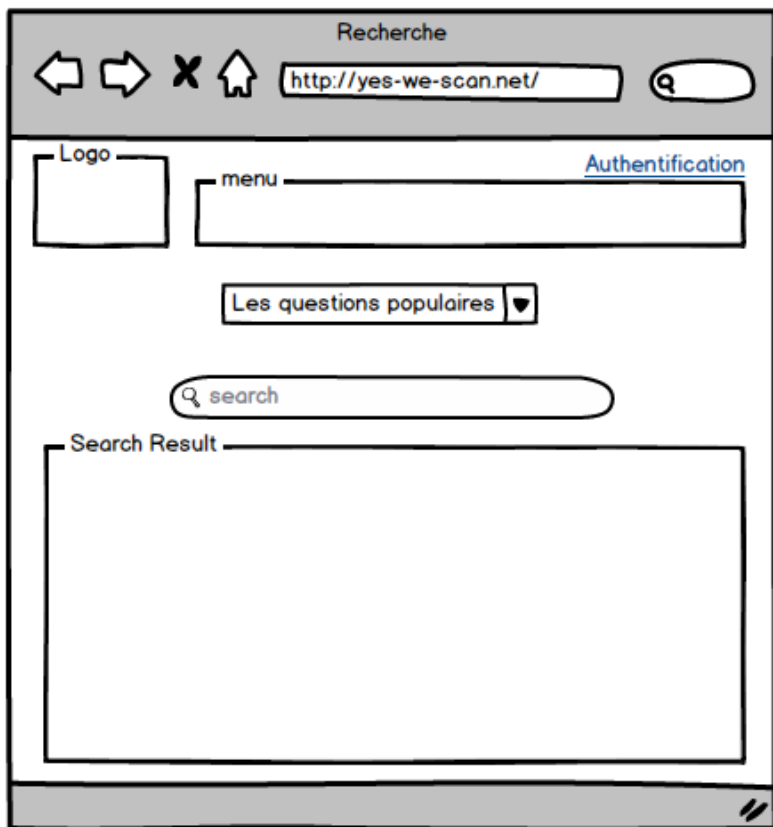 Recherche
http://yes-we-scan.net/
Logo
Authentification
menu
Les questions populaires
search
Search Result